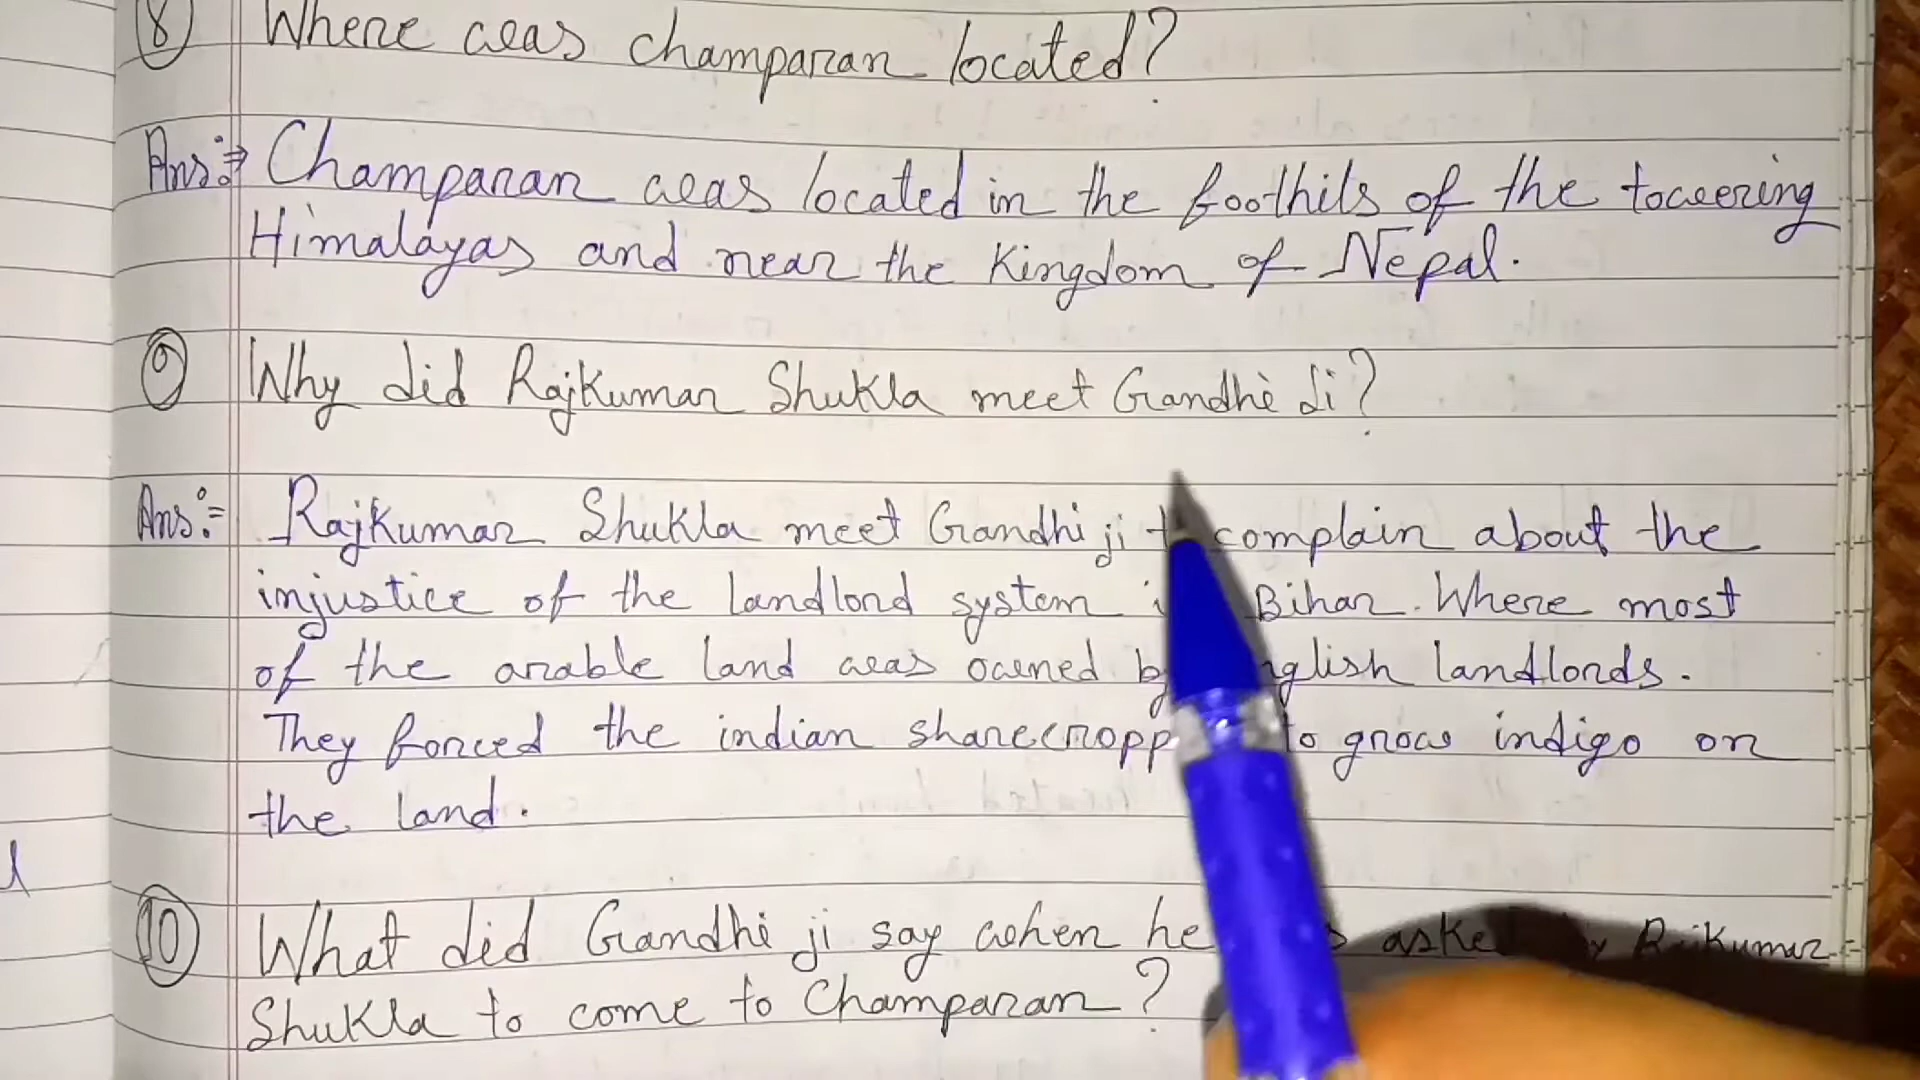 8 Where was champaran located?
Ans:⇒ Champaran was located in the foothils of the towering
Himalayas and near the Kingdom of Nepal.
9 Why did Rajkumar Shukla meet Gandhi Ji?
Ans:= Rajkumar Shukla meet Gandhi ji complain about the
injustice of the landlord system Bihar. Where most
of the arable land was owned landlords.
They forced the indian to grow indigo on
the land.
10 What did Gandhi ji say when he Rajkumar
Shukla to come to Champaran?